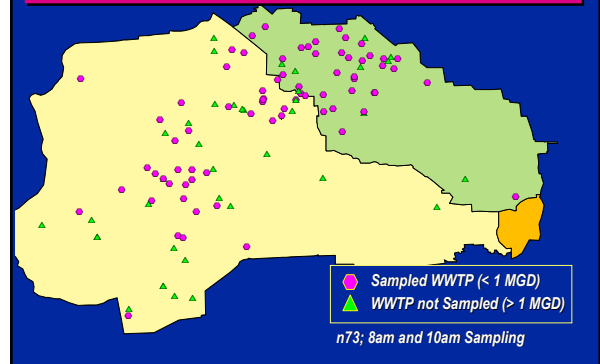 Sampled WWTP (< 1 MGD)
WWTP not Sampled (> 1 MGD)
n73; 8am and 10am Sampling